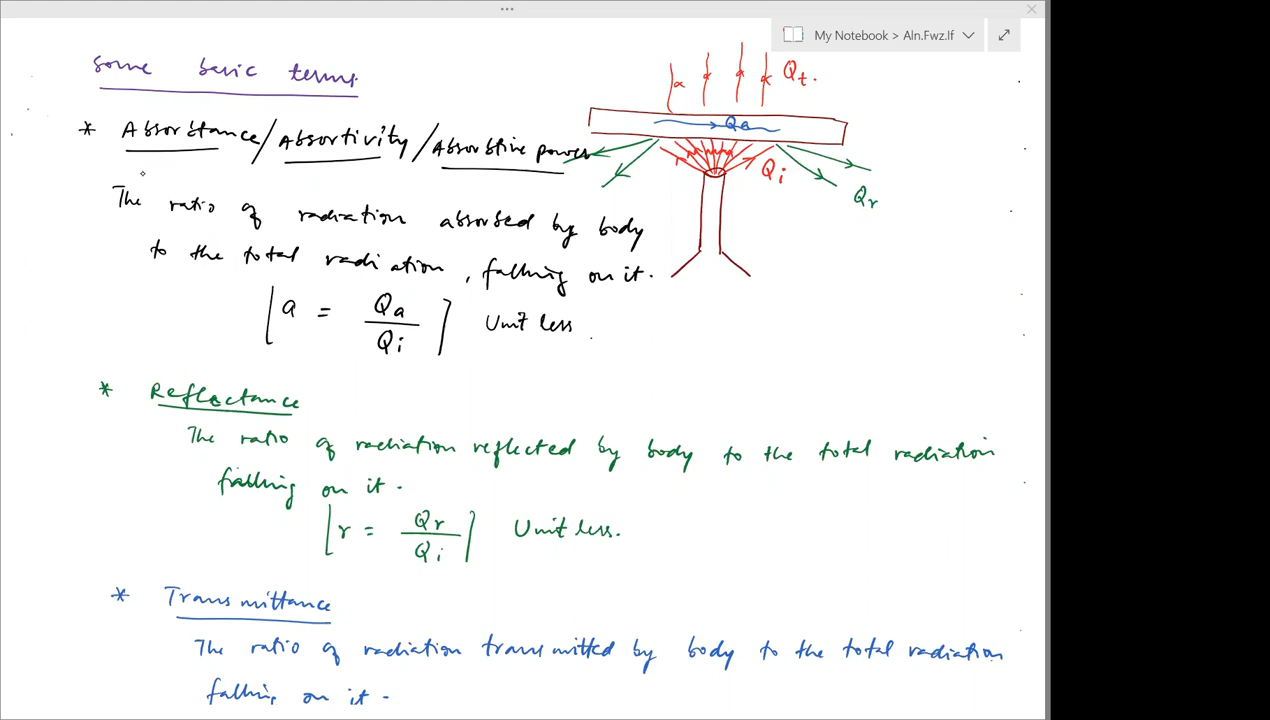 ...
My Notebook > Aln.Fwz.lf
some basic terms
Qt.
* Absorbtance/Absortivity/Absorbtive power
Qa
Qi
Qr
The ratio of radiation absorbed by body
to the total radiation, falling on it.
[a = Qa/Qi] Unit less.
* Reflectance
The ratio of radiation reflected by body to the total radiation
falling on it.
[r = Qr/Qi] Unit less.
* Transmittance
The ratio of radiation transmitted by body to the total radiation
falling on it.